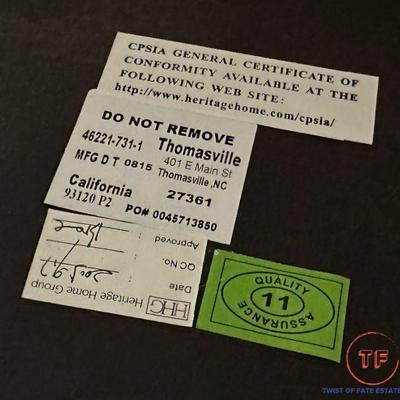 CPSIA GENERAL CERTIFICATE OF
CONFORMITY AVAILABLE AT THE
FOLLOWING WEB SITE:
http://www.heritagehome.com/cpsia/
DO NOT REMOVE
46221-731-1 Thomasville
MFG D T 0815 401 E Main St
Thomasville ,NC
California 27361
93120 P2 PO# 0045713850
HHG Heritage Home Group
Date
QC No.
Approved
QUALITY
11
ASSURANCE
TF
TWIST OF FATE ESTATE